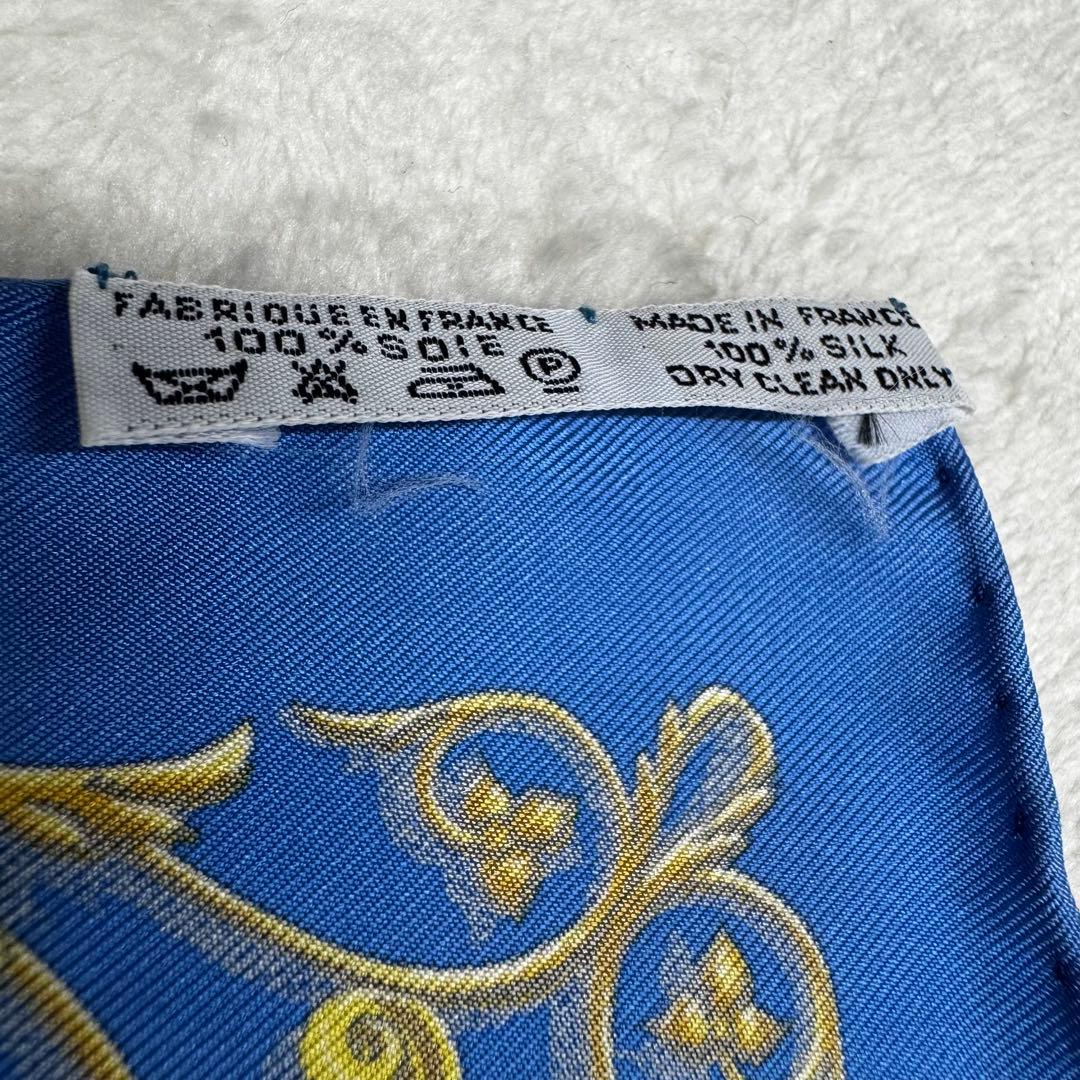 FABRIQUE EN FRANCE
100% SOIE
P
MADE IN FRANCE
100% SILK
DRY CLEAN ONLY